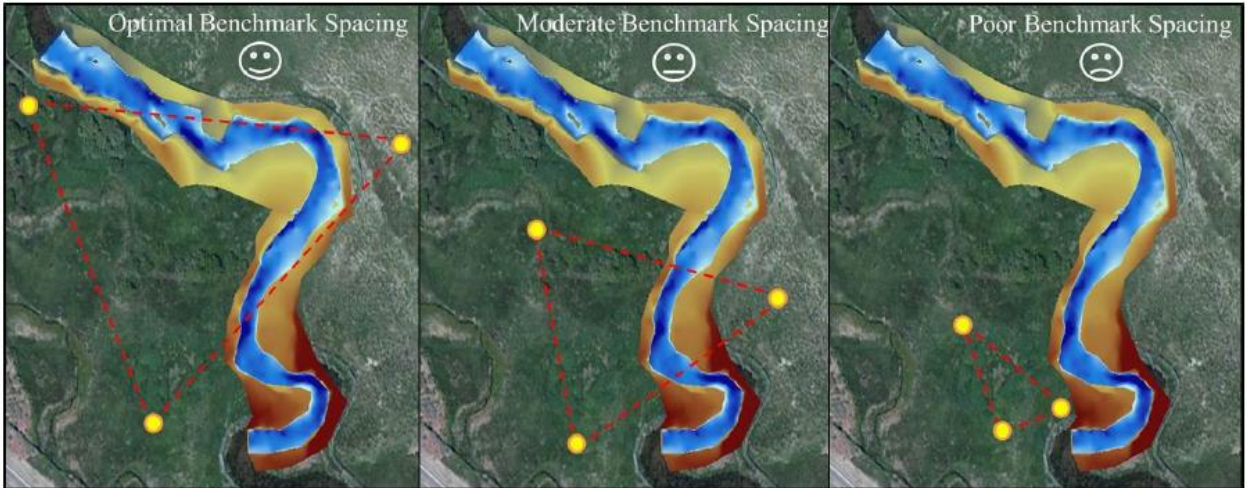 Optimal Benchmark Spacing
Moderate Benchmark Spacing
Poor Benchmark Spacing